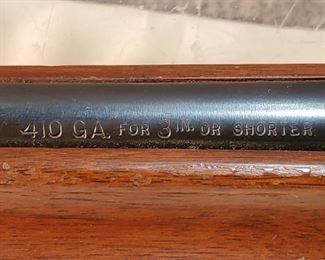 410 GA. FOR 3 IN. OR SHORTER